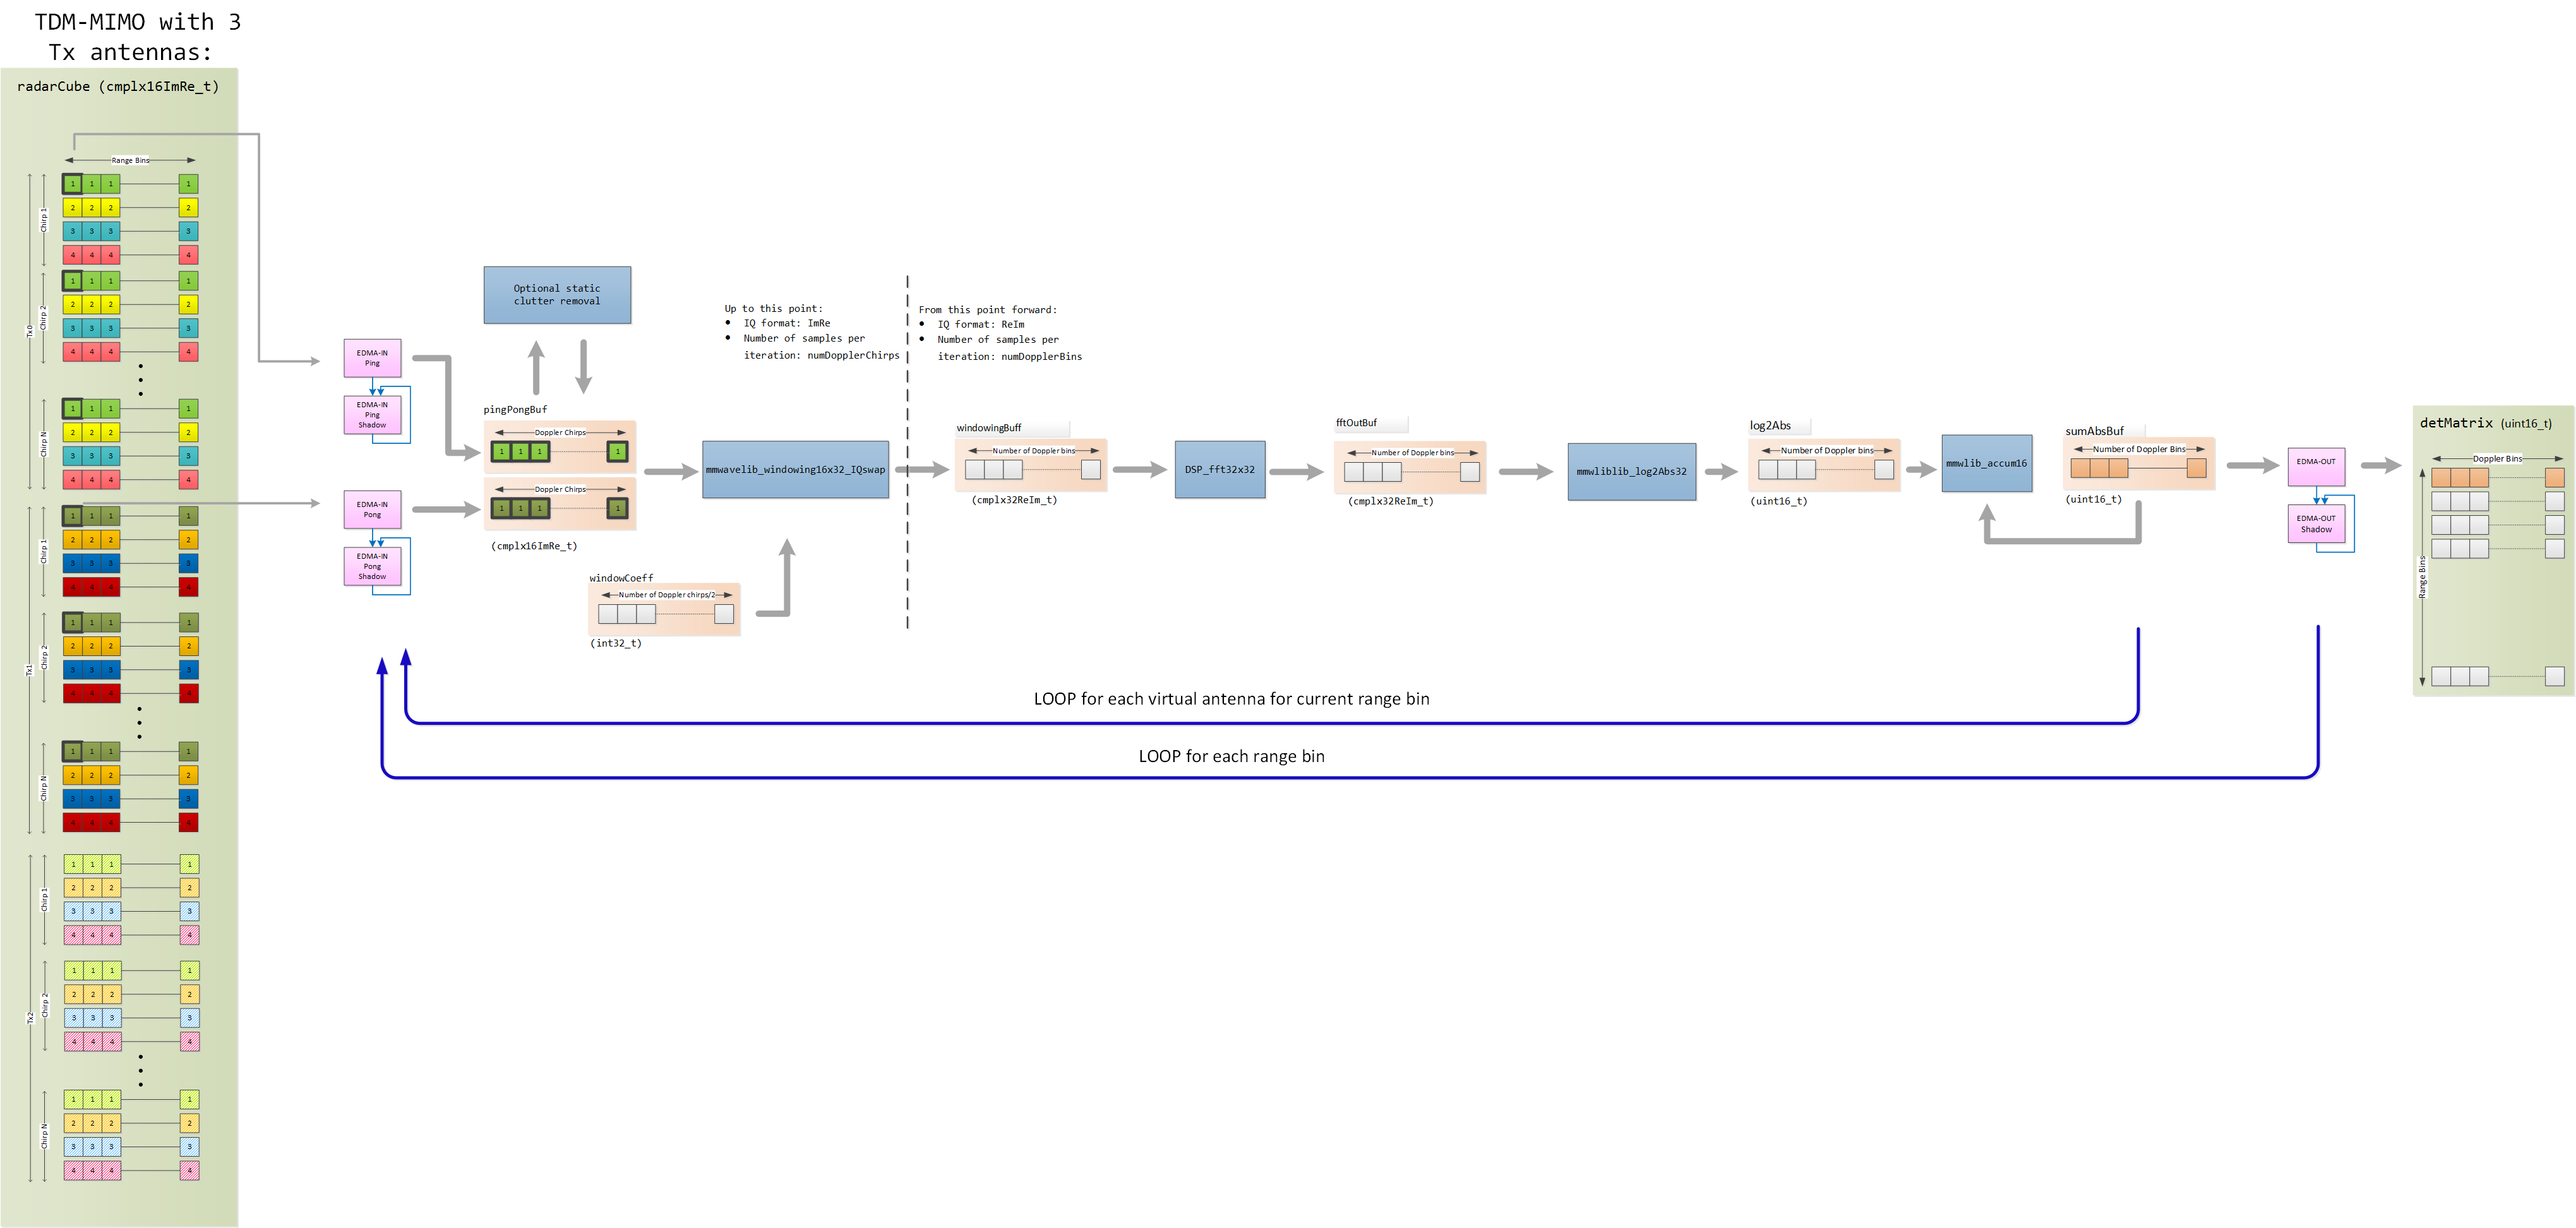 TDM-MIMO with 3
Tx antennas:
radarCube (cmplx16ImRe_t)
Range Bins
Tx0
Chirp 1
1 1 1 1
2 2 2 2
3 3 3 3
4 4 4 4
Chirp 2
1 1 1 1
2 2 2 2
3 3 3 3
4 4 4 4
Chirp N
1 1 1 1
2 2 2 2
3 3 3 3
4 4 4 4
Tx1
Chirp 1
1 1 1 1
2 2 2 2
3 3 3 3
4 4 4 4
Chirp 2
1 1 1 1
2 2 2 2
3 3 3 3
4 4 4 4
Chirp N
1 1 1 1
2 2 2 2
3 3 3 3
4 4 4 4
Tx2
Chirp1
1 1 1 1
2 2 2 2
3 3 3 3
4 4 4 4
Chirp 2
1 1 1 1
2 2 2 2
3 3 3 3
4 4 4 4
Chirp N
1 1 1 1
2 2 2 2
3 3 3 3
4 4 4 4
EDMA-IN
Ping
EDMA-IN
Ping
Shadow
EDMA-IN
Pong
EDMA-IN
Pong
Shadow
Optional static
clutter removal
pingPongBuf
Doppler Chirps
1 1 1 1
Doppler Chirps
1 1 1 1
(cmplx16ImRe_t)
windowCoeff
Number of Doppler chirps/2
(int32_t)
Up to this point:
• IQ format: ImRe
• Number of samples per
iteration: numDopplerChirps
mmwavelib_windowing16x32_IQswap
From this point forward:
• IQ format: ReIm
• Number of samples per
iteration: numDopplerBins
windowingBuff
Number of Doppler bins
(cmplx32ReIm_t)
DSP_fft32x32
fftOutBuf
Number of Doppler bins
(cmplx32ReIm_t)
mmwliblib_log2Abs32
log2Abs
Number of Doppler bins
(uint16_t)
mmwlib_accum16
sumAbsBuf
Number of Doppler Bins
(uint16_t)
EDMA-OUT
EDMA-OUT
Shadow
detMatrix (uint16_t)
Doppler Bins
Range Bins
LOOP for each virtual antenna for current range bin
LOOP for each range bin